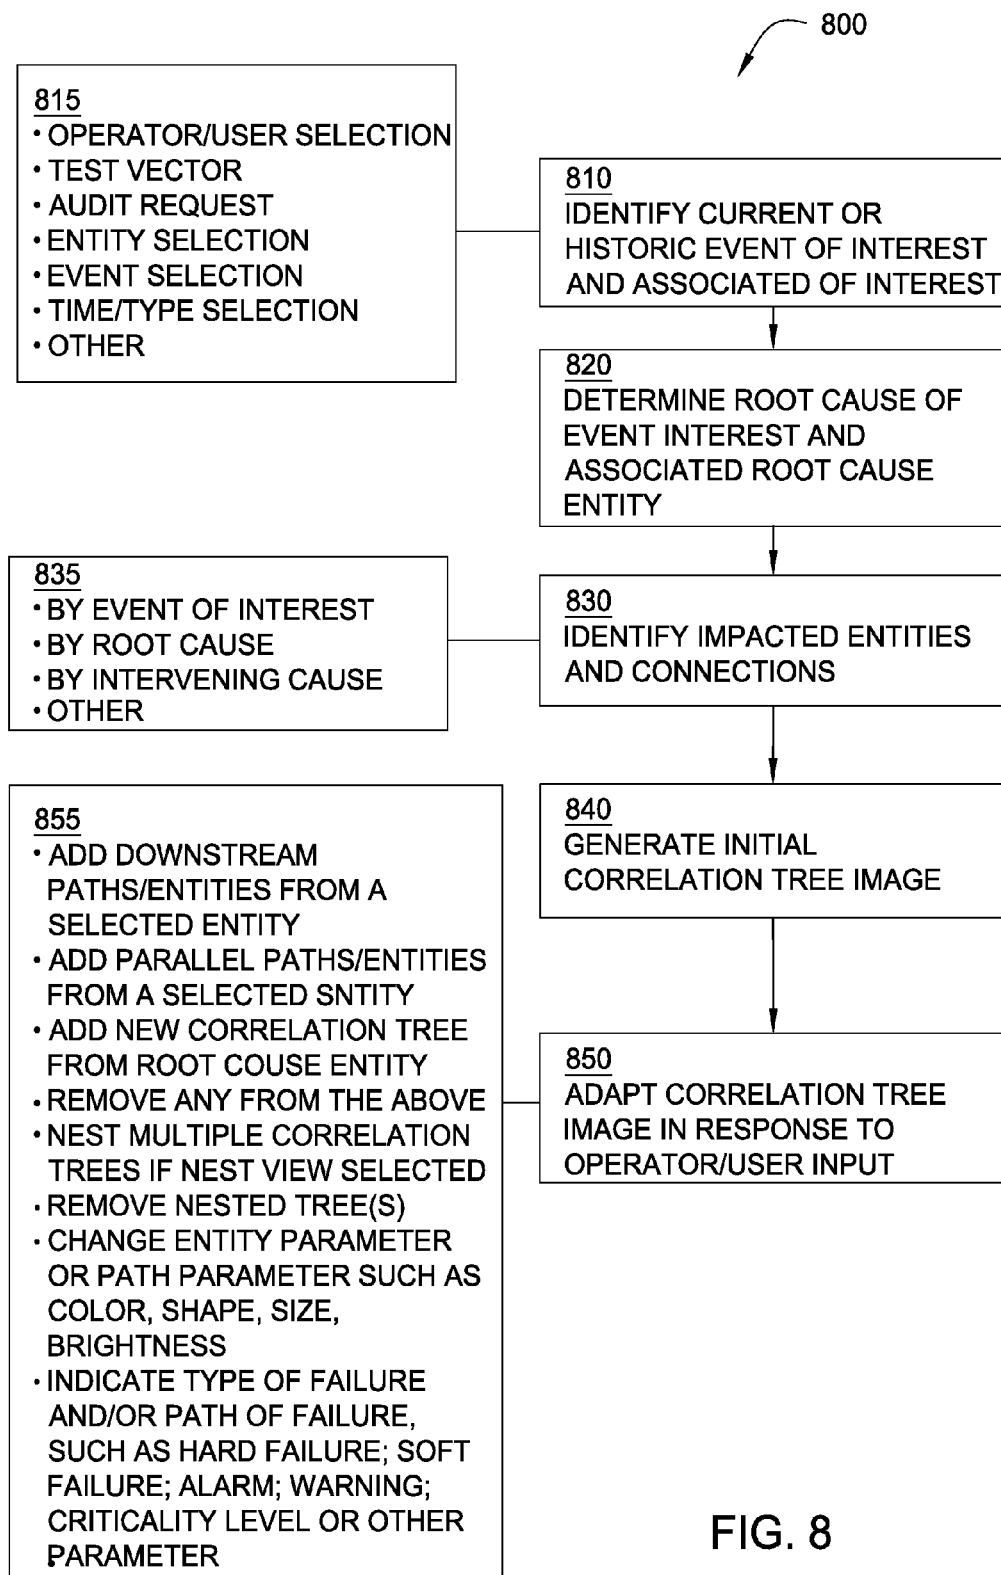 800
815
• OPERATOR/USER SELECTION
• TEST VECTOR
• AUDIT REQUEST
• ENTITY SELECTION
• EVENT SELECTION
• TIME/TYPE SELECTION
• OTHER
810
IDENTIFY CURRENT OR
HISTORIC EVENT OF INTEREST
AND ASSOCIATED OF INTEREST
820
DETERMINE ROOT CAUSE OF
EVENT INTEREST AND
ASSOCIATED ROOT CAUSE
ENTITY
835
• BY EVENT OF INTEREST
• BY ROOT CAUSE
• BY INTERVENING CAUSE
• OTHER
830
IDENTIFY IMPACTED ENTITIES
AND CONNECTIONS
840
GENERATE INITIAL
CORRELATION TREE IMAGE
855
• ADD DOWNSTREAM
PATHS/ENTITIES FROM A
SELECTED ENTITY
• ADD PARALLEL PATHS/ENTITIES
FROM A SELECTED SNTITY
• ADD NEW CORRELATION TREE
FROM ROOT COUSE ENTITY
• REMOVE ANY FROM THE ABOVE
• NEST MULTIPLE CORRELATION
TREES IF NEST VIEW SELECTED
• REMOVE NESTED TREE(S)
• CHANGE ENTITY PARAMETER
OR PATH PARAMETER SUCH AS
COLOR, SHAPE, SIZE,
BRIGHTNESS
• INDICATE TYPE OF FAILURE
AND/OR PATH OF FAILURE,
SUCH AS HARD FAILURE; SOFT
FAILURE; ALARM; WARNING;
CRITICALITY LEVEL OR OTHER
• PARAMETER
850
ADAPT CORRELATION TREE
IMAGE IN RESPONSE TO
OPERATOR/USER INPUT
FIG. 8